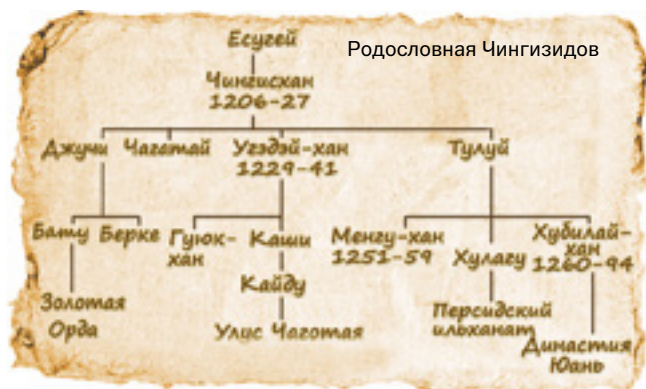 Есугей
Родословная Чингизидов
Чингисхан
1206-27
Джучи Чагатай Угэдэй-хан Тулуй
1229-41
Бату Берке Гуюк- Каши Менгу-хан Хубилай-
хан 1251-59 Хулагу хан
1260-94
Кайду
Золотая Персидский
Орда Улис Чаготая ильханат Династия
Юань